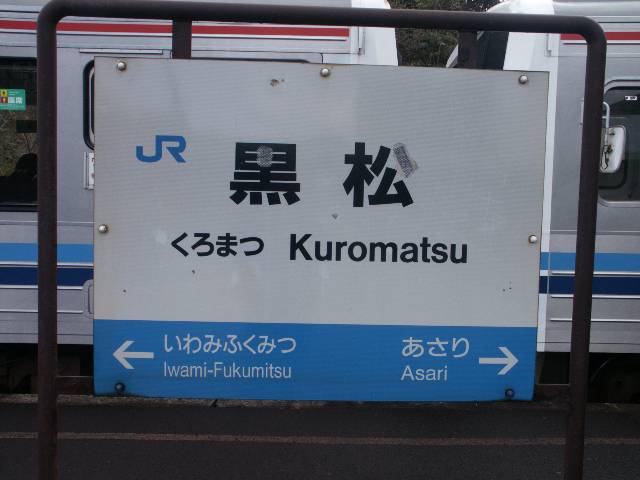 JR
黒松
くろまつ Kuromatsu
いわみふくみつ あさり
Iwami-Fukumitsu Asari